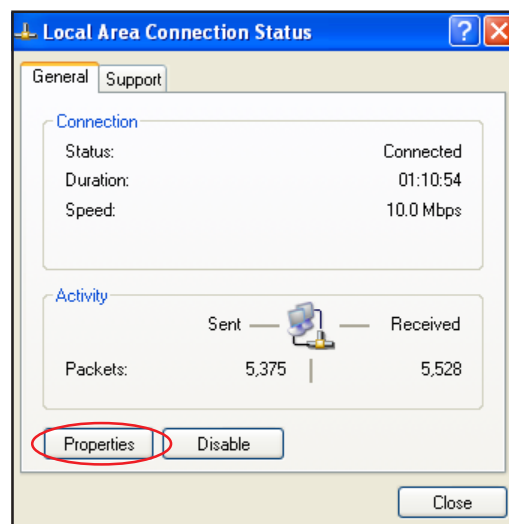 Local Area Connection Status
General Support
Connection
Status: Connected
Duration: 01:10:54
Speed: 10.0 Mbps
Activity
Sent Received
Packets: 5,375 5,528
Properties Disable
Close